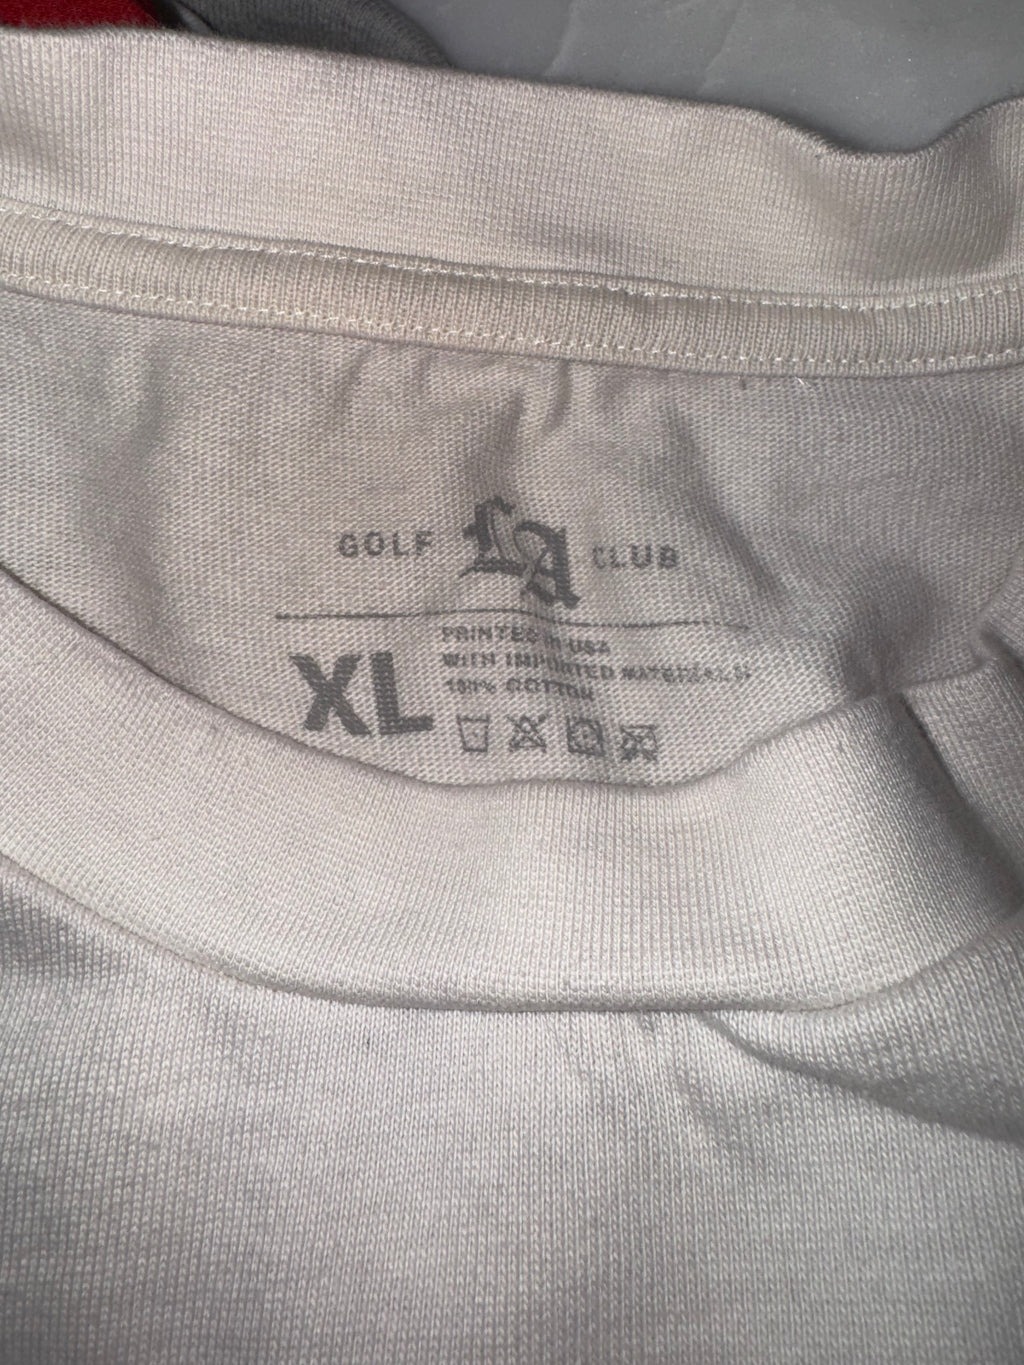 GOLF LA CLUB
XL
PRINTED IN USA
WITH IMPORTED MATERIALS
100% COTTON